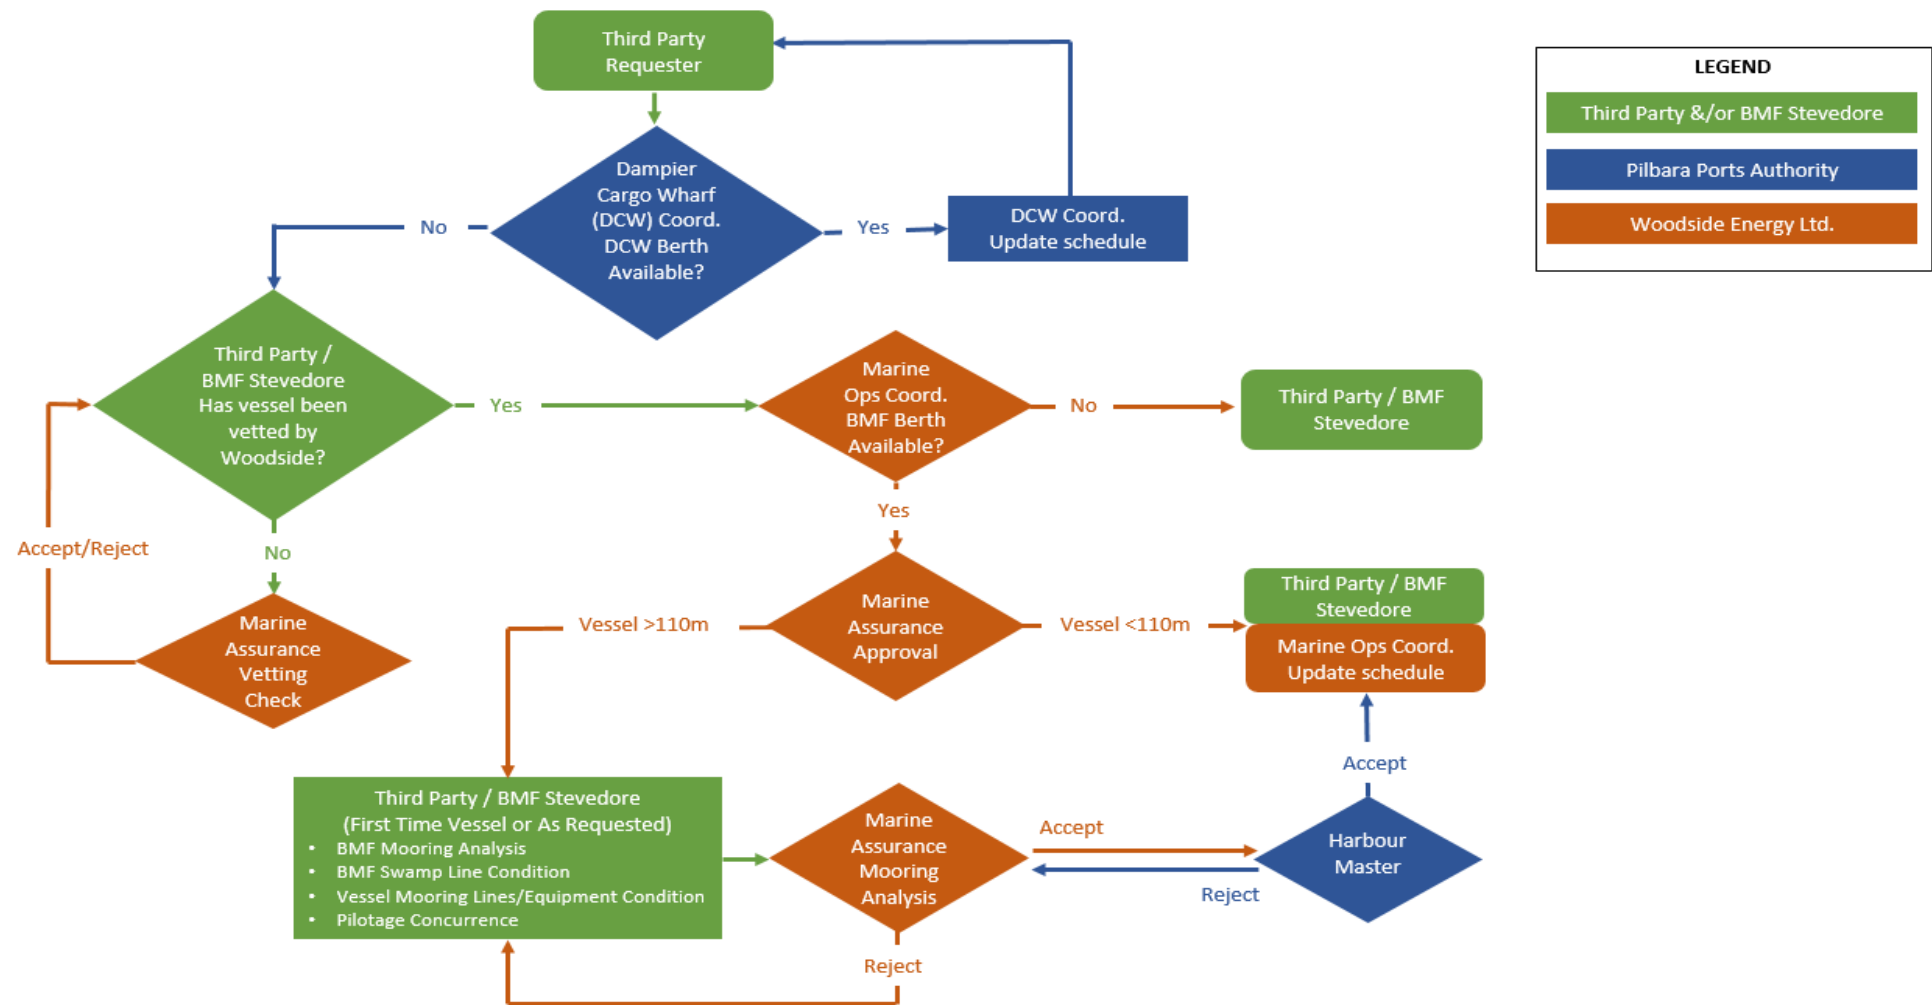 Third Party
Requester
LEGEND
Third Party &/or BMF Stevedore
Pilbara Ports Authority
Woodside Energy Ltd.
Dampier
Cargo Wharf
(DCW) Coord.
DCW Berth
Available?
No
Yes
DCW Coord.
Update schedule
Third Party /
BMF Stevedore
Has vessel been
vetted by
Woodside?
Yes
Marine
Ops Coord.
BMF Berth
Available?
No
Third Party / BMF
Stevedore
Accept/Reject
No
Yes
Marine
Assurance
Vetting
Check
Vessel >110m
Marine
Assurance
Approval
Vessel <110m
Third Party / BMF
Stevedore
Marine Ops Coord.
Update schedule
Accept
Third Party / BMF Stevedore
(First Time Vessel or As Requested)
• BMF Mooring Analysis
• BMF Swamp Line Condition
• Vessel Mooring Lines/Equipment Condition
• Pilotage Concurrence
Marine
Assurance
Mooring
Analysis
Accept
Reject
Harbour
Master
Reject